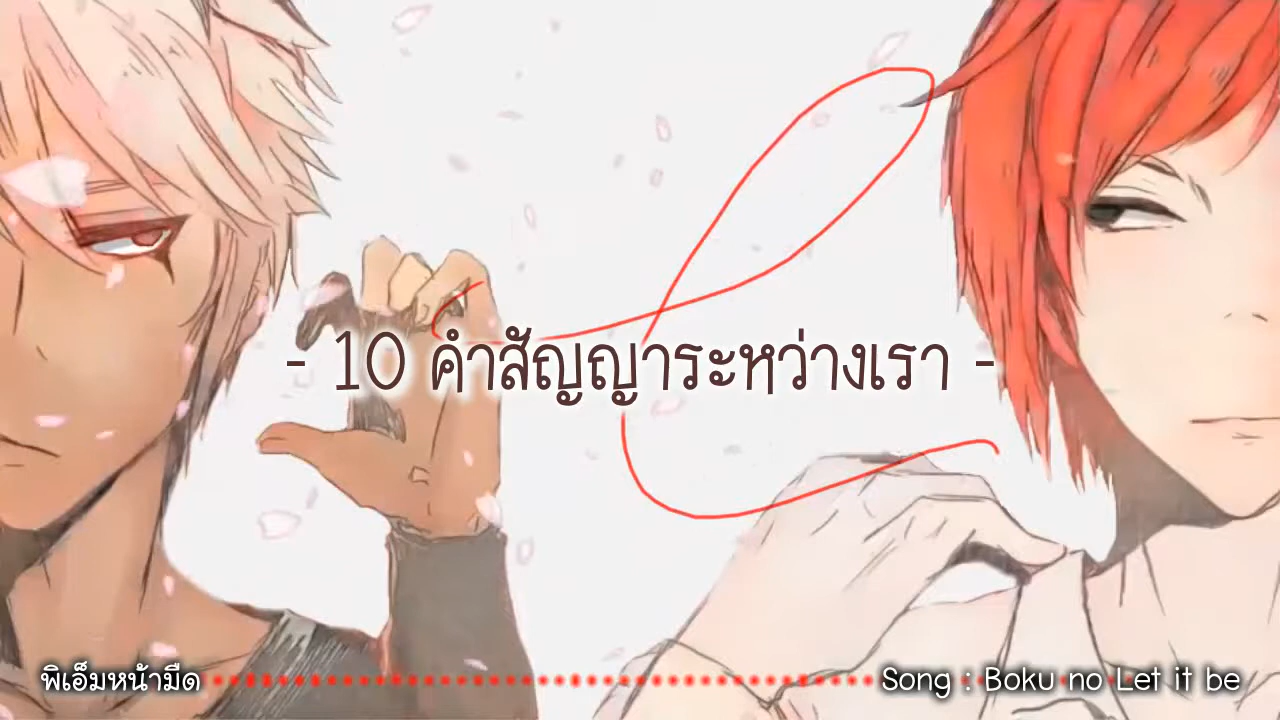 - 10 คำสัญญาระหว่างเรา -
พิเอ็มหน้ามืด
Song : Boku no Let it be